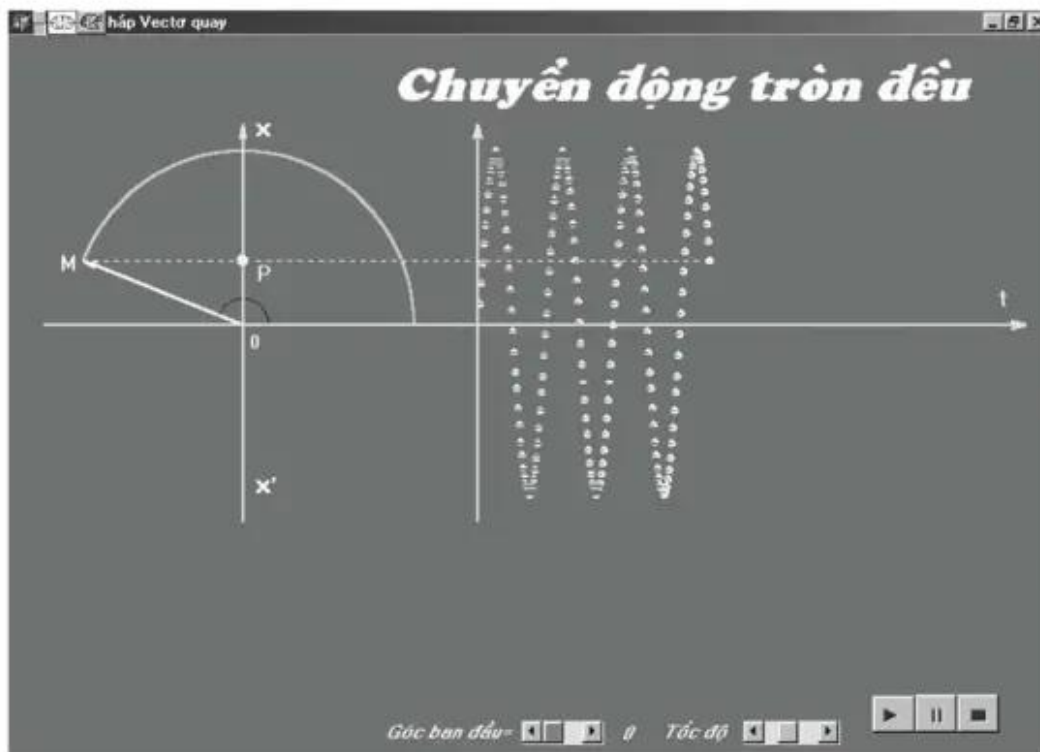 háp Vectơ quay
Chuyển động tròn đều
x
M
P
t
0
x'
Góc ban đầu= 0 Tốc độ